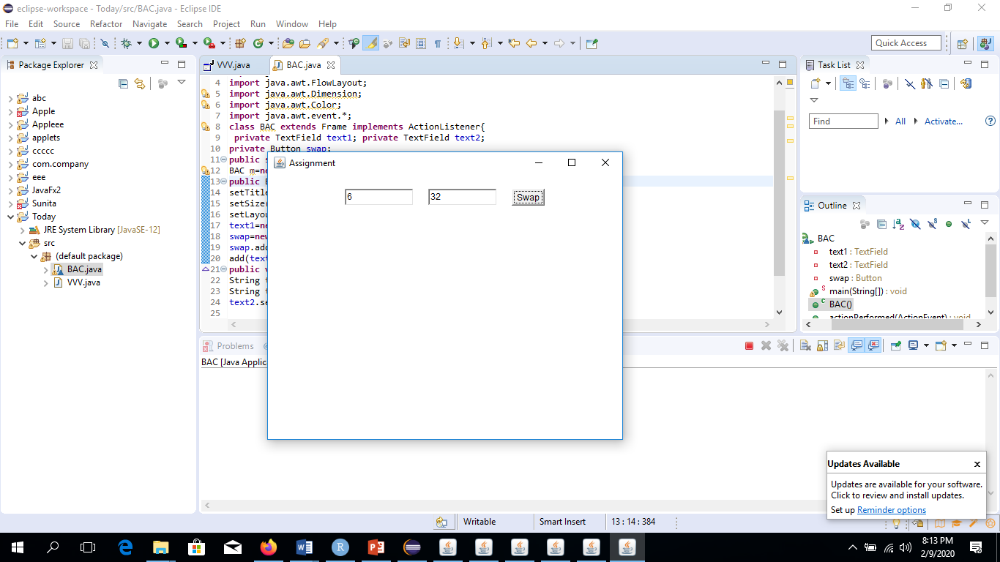 eclipse-workspace - Today/src/BAC.java - Eclipse IDE
File Edit Source Refactor Navigate Search Project Run Window Help
Quick Access
Package Explorer
abc
Apple
Appleee
applets
ccccc
com.company
eee
JavaFx2
Sunita
Today
JRE System Library [JavaSE-12]
src
(default package)
BAC.java
VVV.java
VVV.java BAC.java
4 import java.awt.FlowLayout;
5 import java.awt.Dimension;
6 import java.awt.Color;
7 import java.awt.event.*;
8 class BAC extends Frame implements ActionListener{
9 private TextField text1; private TextField text2;
10 private Button swap;
11 public s
12 BAC m=ne
13 public B
14 setTitle
15 setSize(
16 setLayou
17 text1=ne
18 swap=new
19 swap.add
20 add(text
21 public v
22 String t
23 String t
24 text2.se
25
Assignment
6 32 Swap
Task List
Find All Activate...
Outline
BAC
text1 : TextField
text2 : TextField
swap : Button
main(String[]) : void
BAC()
actionPerformed(ActionEvent) : void
Problems
BAC [Java Applica
Updates Available
Updates are available for your software.
Click to review and install updates.
Set up Reminder options
Writable Smart Insert 13 : 14 : 384
8:13 PM
2/9/2020